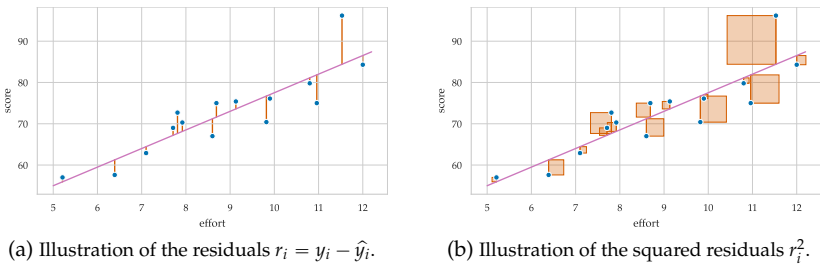 90
80
70
60
score
5 6 7 8 9 10 11 12
effort
(a) Illustration of the residuals $r_i = y_i - \widehat{y_i}$.
90
80
70
60
score
5 6 7 8 9 10 11 12
effort
(b) Illustration of the squared residuals $r_i^2$.